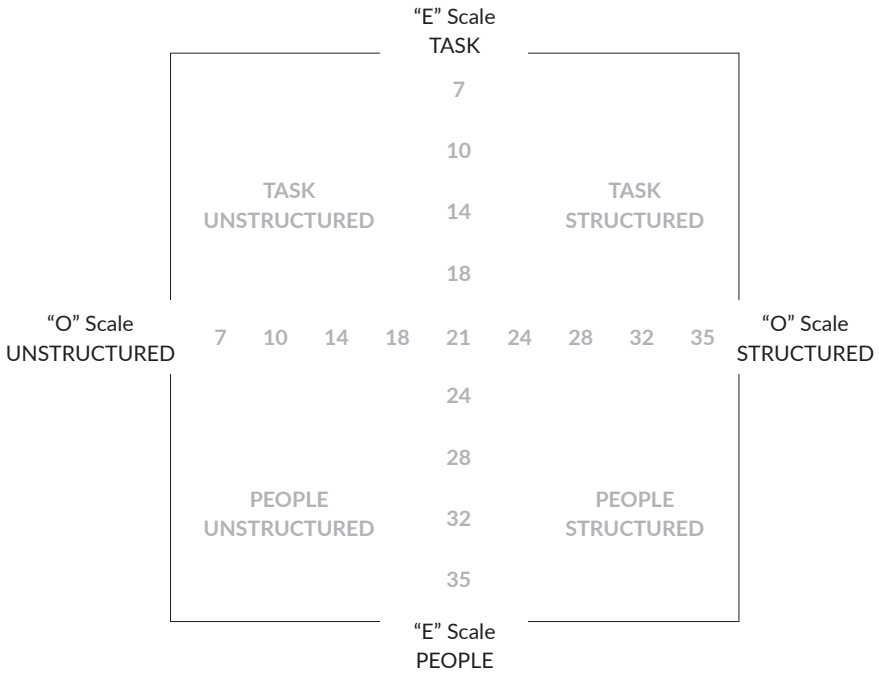 “E” Scale
TASK
7
10
TASK
UNSTRUCTURED
14
TASK
STRUCTURED
18
“O” Scale
UNSTRUCTURED
7 10 14 18 21 24 28 32 35
“O” Scale
STRUCTURED
24
28
PEOPLE
UNSTRUCTURED
32
PEOPLE
STRUCTURED
35
“E” Scale
PEOPLE